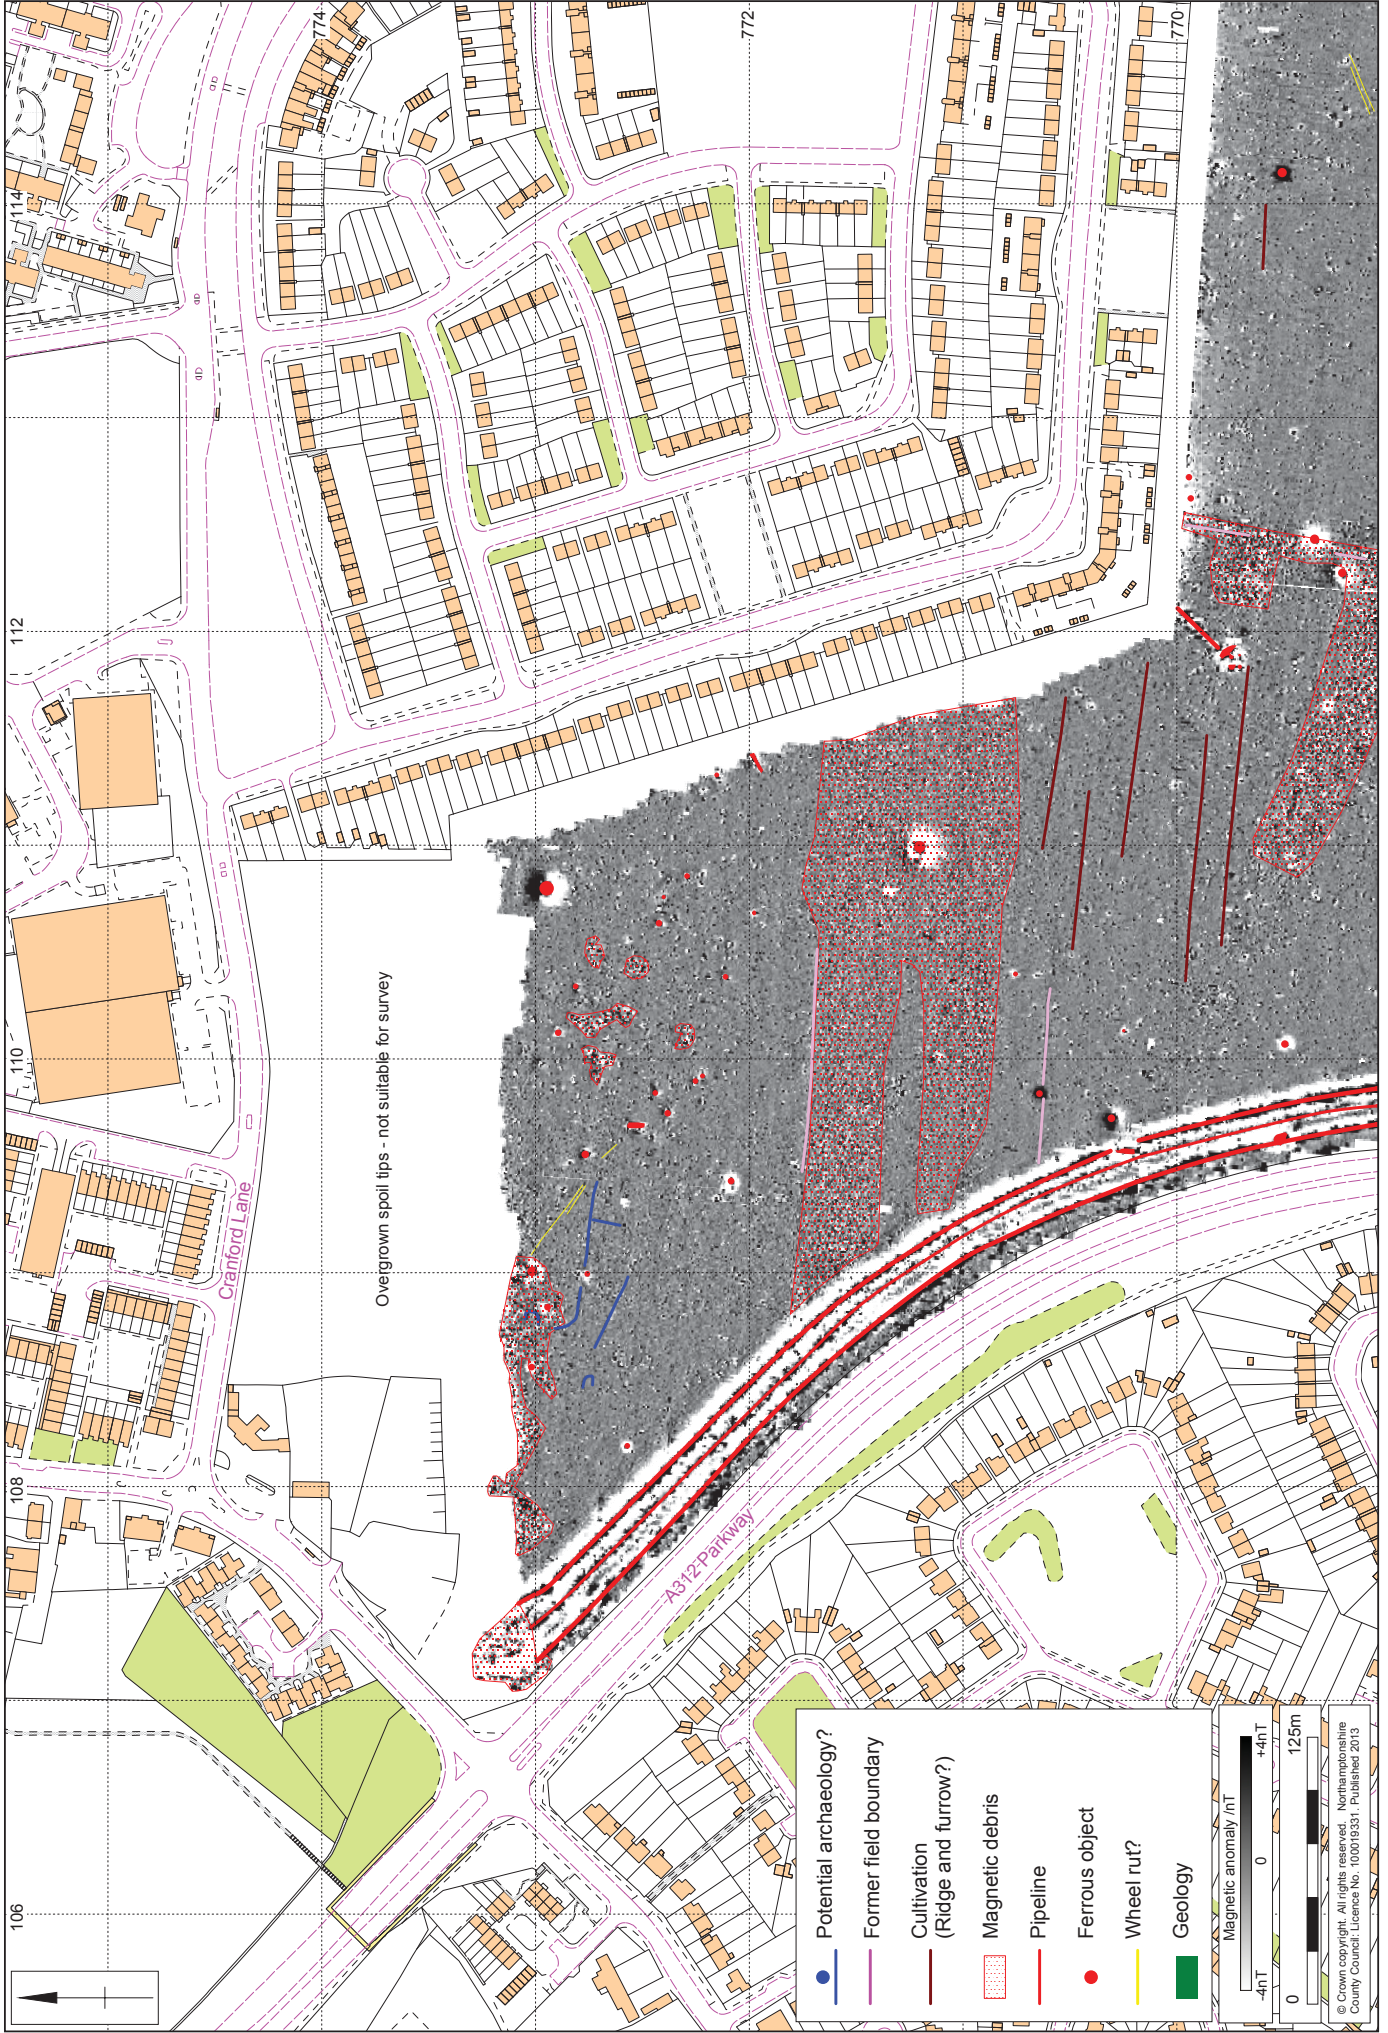 106
108
110
112
114
774
772
770
Cranford Lane
A312-Parkway
Overgrown spoil tips - not suitable for survey
Potential archaeology?
Former field boundary
Cultivation
(Ridge and furrow?)
Magnetic debris
Pipeline
Ferrous object
Wheel rut?
Geology
Magnetic anomaly /nT
-4nT 0 +4nT
0 125m
© Crown copyright. All rights reserved. Northamptonshire
County Council: Licence No. 100019331. Published 2013